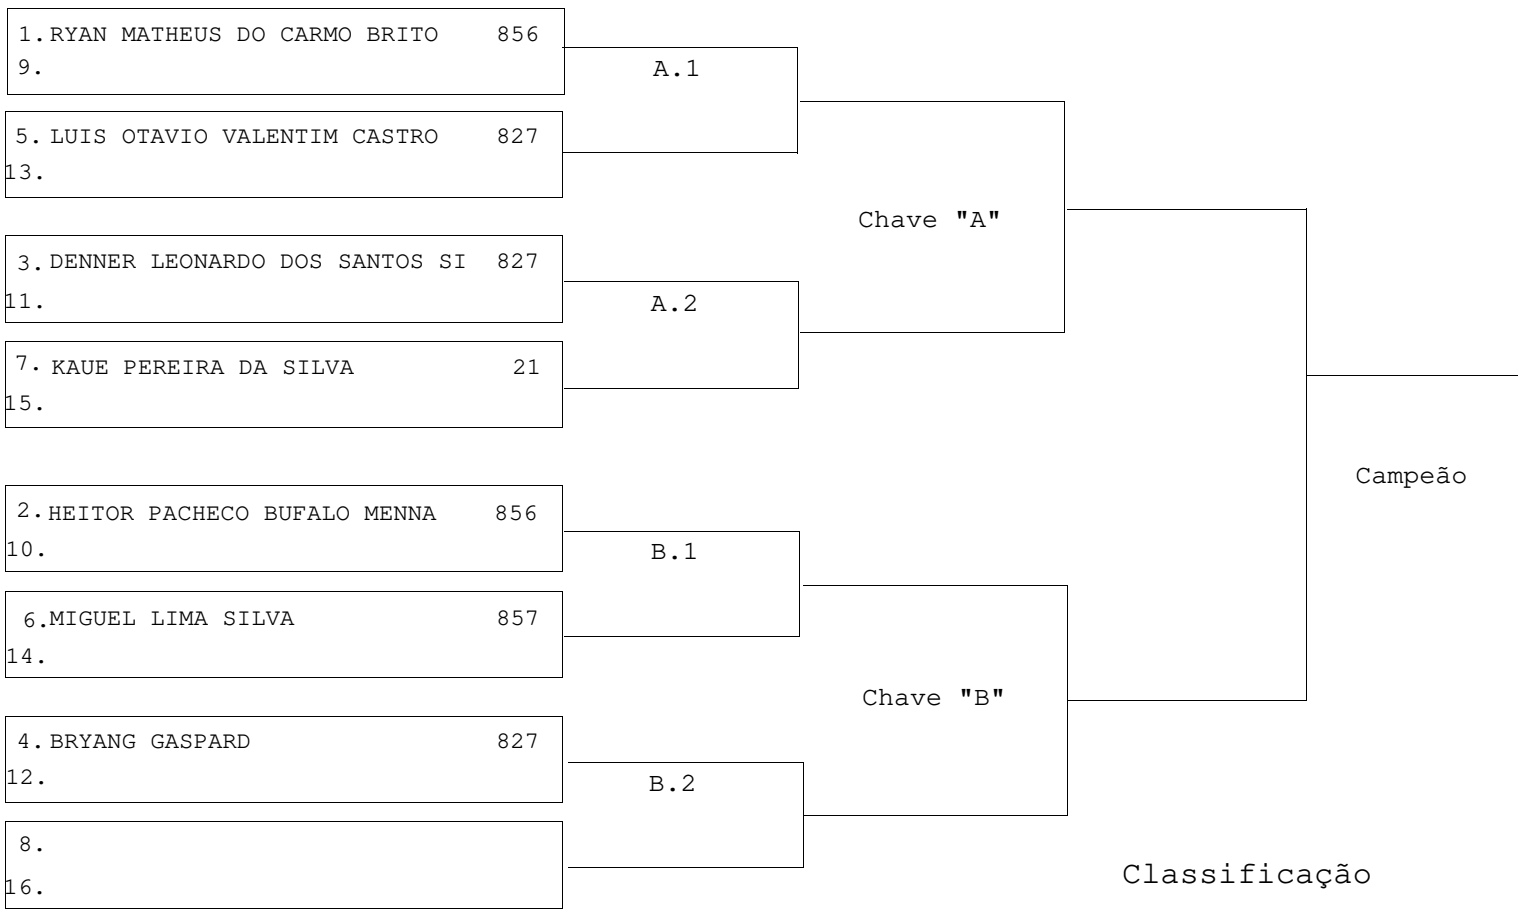 1. RYAN MATHEUS DO CARMO BRITO 856
9.
A.1
5. LUIS OTAVIO VALENTIM CASTRO 827
13.
Chave "A"
3. DENNER LEONARDO DOS SANTOS SI 827
11.
A.2
7. KAUE PEREIRA DA SILVA 21
15.
Campeão
2. HEITOR PACHECO BUFALO MENNA 856
10.
B.1
6. MIGUEL LIMA SILVA 857
14.
Chave "B"
4. BRYANG GASPARD 827
12.
B.2
8.
16.
Classificação